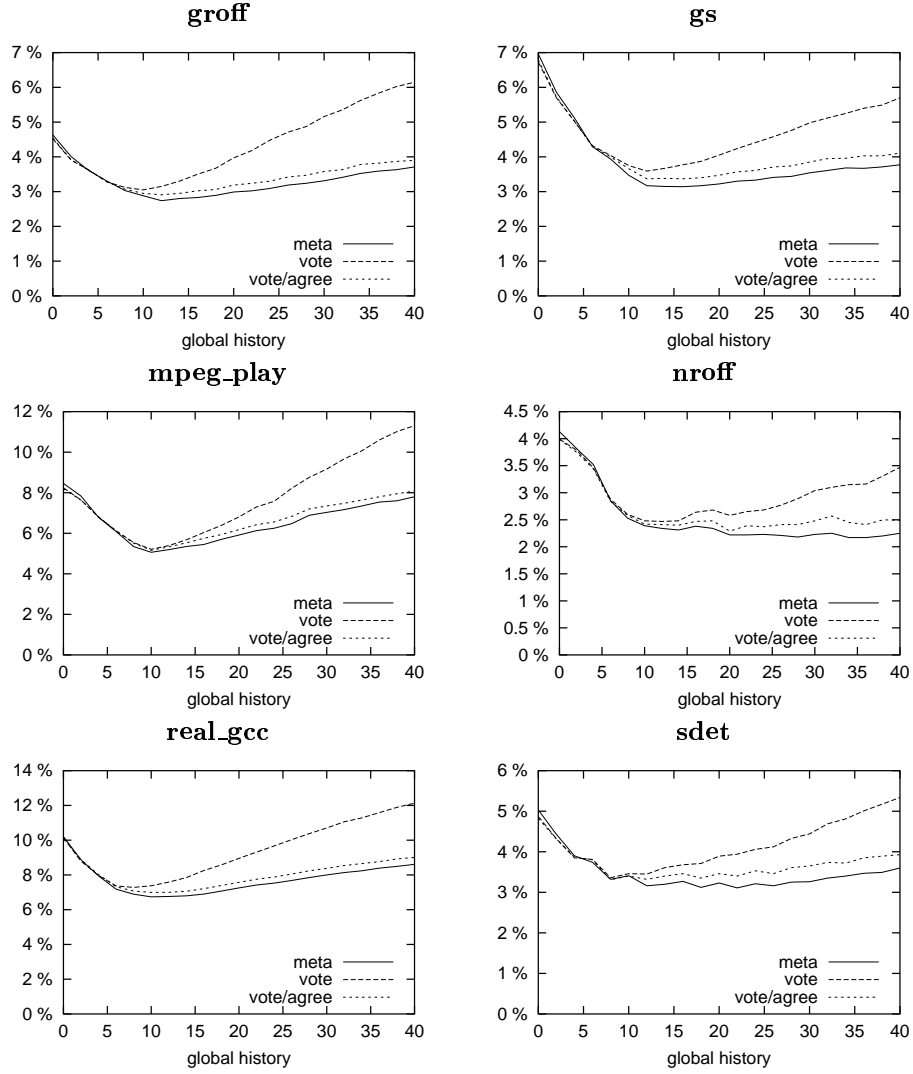 groff
7 %
6 %
5 %
4 %
3 %
2 %
1 %
0 %
meta
vote
vote/agree
0 5 10 15 20 25 30 35 40
global history
gs
7 %
6 %
5 %
4 %
3 %
2 %
1 %
0 %
meta
vote
vote/agree
0 5 10 15 20 25 30 35 40
global history
mpeg_play
12 %
10 %
8 %
6 %
4 %
2 %
0 %
meta
vote
vote/agree
0 5 10 15 20 25 30 35 40
global history
nroff
4.5 %
4 %
3.5 %
3 %
2.5 %
2 %
1.5 %
1 %
0.5 %
0 %
meta
vote
vote/agree
0 5 10 15 20 25 30 35 40
global history
real_gcc
14 %
12 %
10 %
8 %
6 %
4 %
2 %
0 %
meta
vote
vote/agree
0 5 10 15 20 25 30 35 40
global history
sdet
6 %
5 %
4 %
3 %
2 %
1 %
0 %
meta
vote
vote/agree
0 5 10 15 20 25 30 35 40
global history